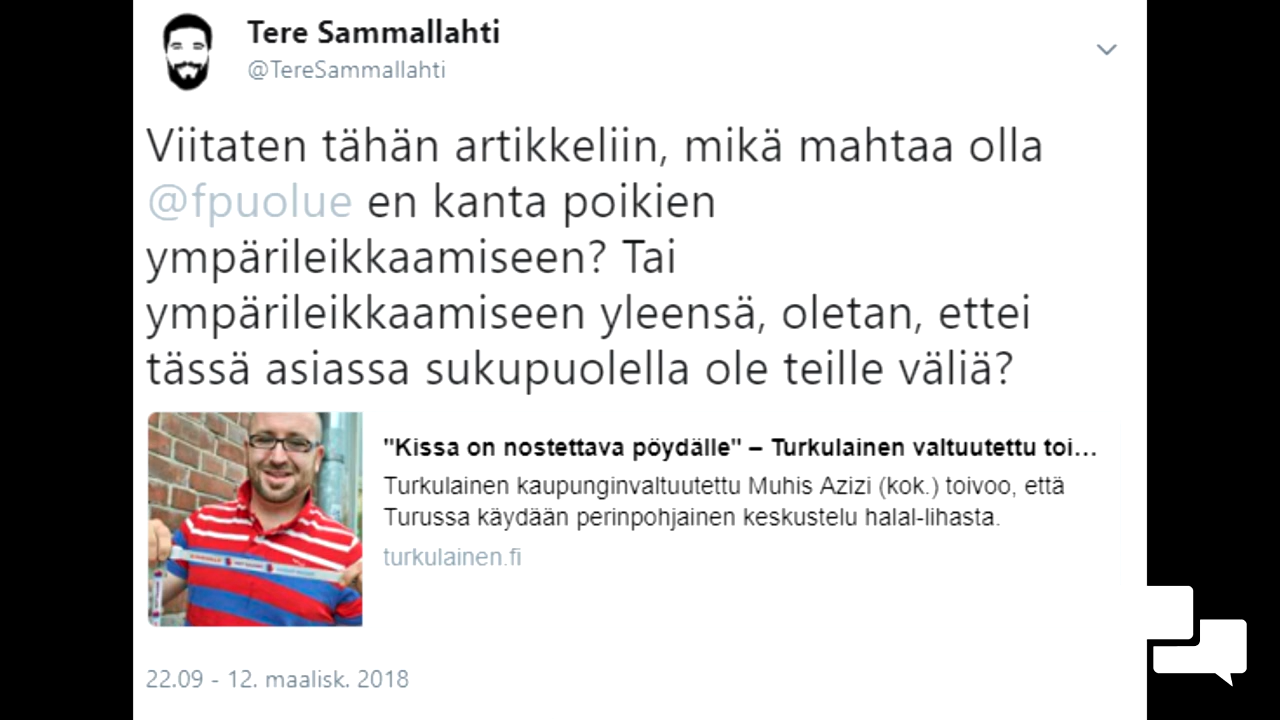 Tere Sammallahti
@TereSammallahti
Viitaten tähän artikkeliin, mikä mahtaa olla
@fpuolue en kanta poikien
ympärileikkaamiseen? Tai
ympärileikkaamiseen yleensä, oletan, ettei
tässä asiassa sukupuolella ole teille väliä?
"Kissa on nostettava pöydälle" – Turkulainen valtuutettu toi...
Turkulainen kaupunginvaltuutettu Muhis Azizi (kok.) toivoo, että
Turussa käydään perinpohjainen keskustelu halal-lihasta.
turkulainen.fi
22.09 - 12. maalisk. 2018